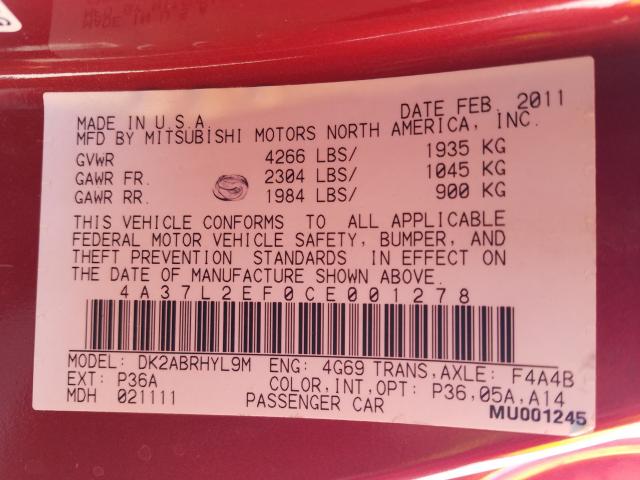 MADE IN U.S.A. DATE FEB. 2011
MFD BY MITSUBISHI MOTORS NORTH AMERICA, INC.
GVWR 4266 LBS/ 1935 KG
GAWR FR. 2304 LBS/ 1045 KG
GAWR RR. 1984 LBS/ 900 KG
THIS VEHICLE CONFORMS TO ALL APPLICABLE
FEDERAL MOTOR VEHICLE SAFETY, BUMPER, AND
THEFT PREVENTION STANDARDS IN EFFECT ON
THE DATE OF MANUFACTURE SHOWN ABOVE.
4A37L2EF0CE001278
MODEL: DK2ABRHYL9M ENG: 4G69 TRANS,AXLE: F4A4B
EXT: P36A COLOR,INT,OPT: P36,05A,A14
MDH 021111 PASSENGER CAR
MU001245